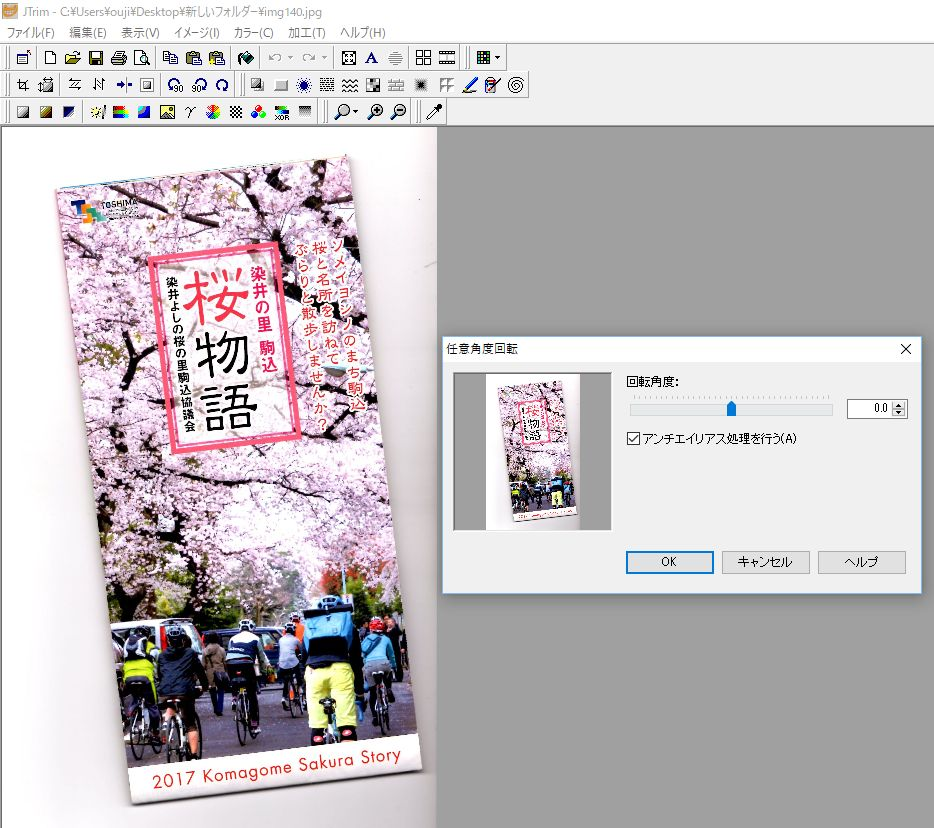 JTrim - C:¥Users¥ouji¥Desktop¥新しいフォルダー¥img140.jpg
ファイル(F) 編集(E) 表示(V) イメージ(I) カラー(C) 加工(T) ヘルプ(H)
90 90
XOR
TOSHIMA
ソメイヨシノのまち駒込
桜と名所を訪ねて
ぶらりと散歩しませんか?
染井の里 駒込
桜物語
染井よしの桜の里駒込協議会
2017 Komagome Sakura Story
任意角度回転
回転角度:
0.0
アンチエイリアス処理を行う(A)
OK キャンセル ヘルプ
桜物語